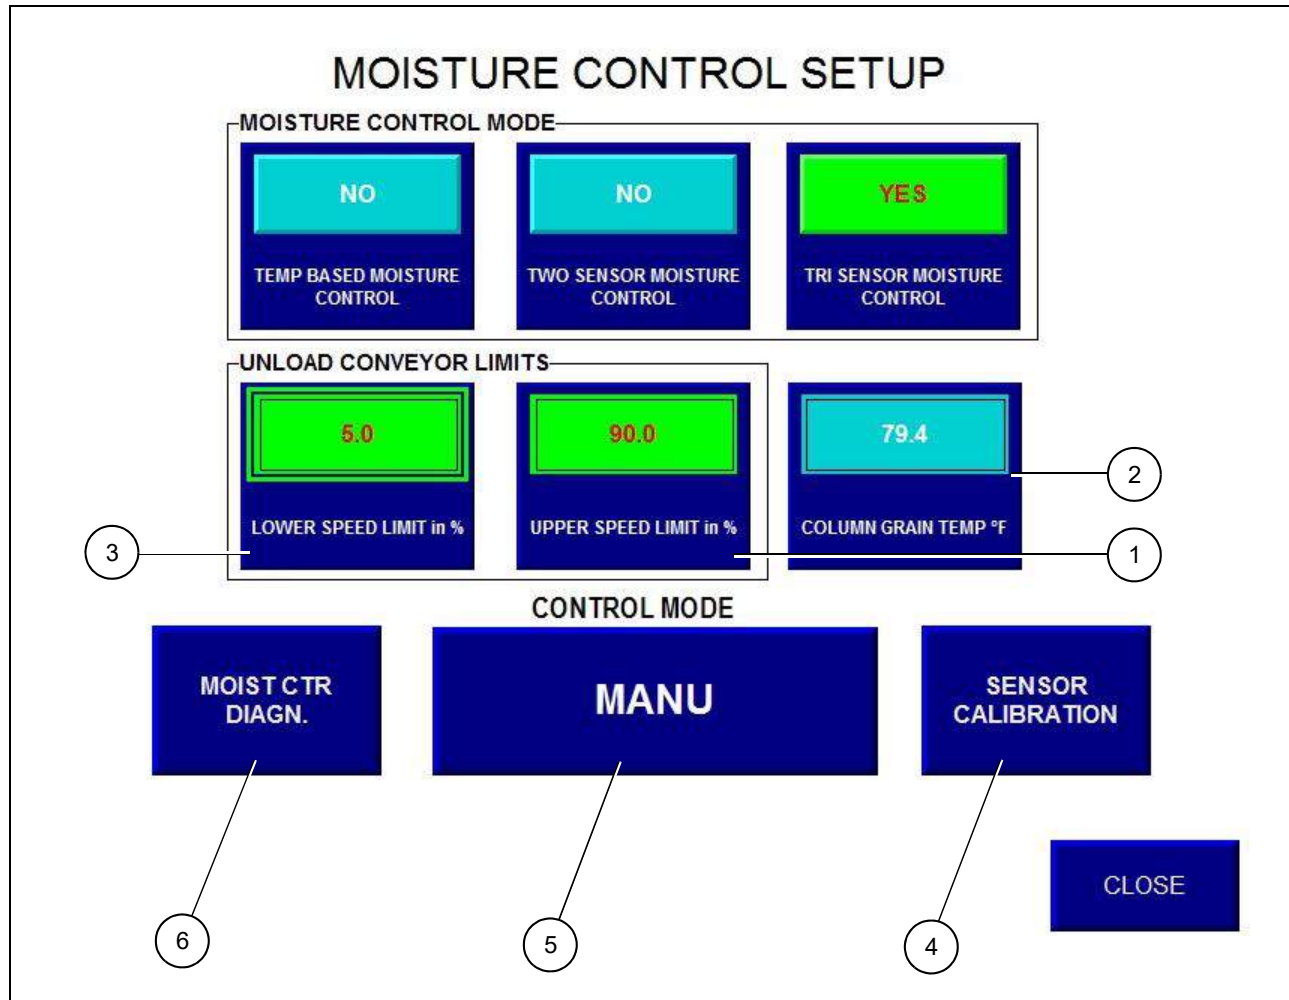 MOISTURE CONTROL SETUP
MOISTURE CONTROL MODE
NO
TEMP BASED MOISTURE
CONTROL
NO
TWO SENSOR MOISTURE
CONTROL
YES
TRI SENSOR MOISTURE
CONTROL
UNLOAD CONVEYOR LIMITS
5.0
LOWER SPEED LIMIT in %
90.0
UPPER SPEED LIMIT in %
79.4
COLUMN GRAIN TEMP °F
2
3
1
CONTROL MODE
MOIST CTR
DIAGN.
MANU
SENSOR
CALIBRATION
CLOSE
6
5
4